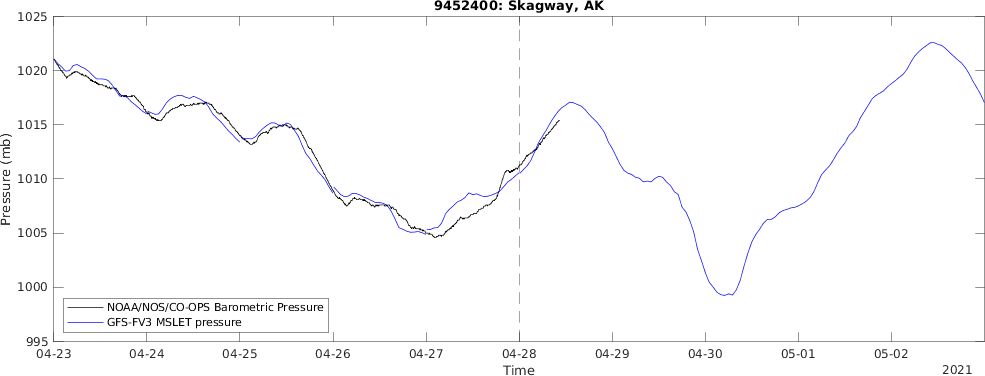 9452400: Skagway, AK
1025
1020
1015
1010
1005
1000
995
Pressure (mb)
NOAA/NOS/CO-OPS Barometric Pressure
GFS-FV3 MSLET pressure
04-23 04-24 04-25 04-26 04-27 04-28 04-29 04-30 05-01 05-02
Time
2021